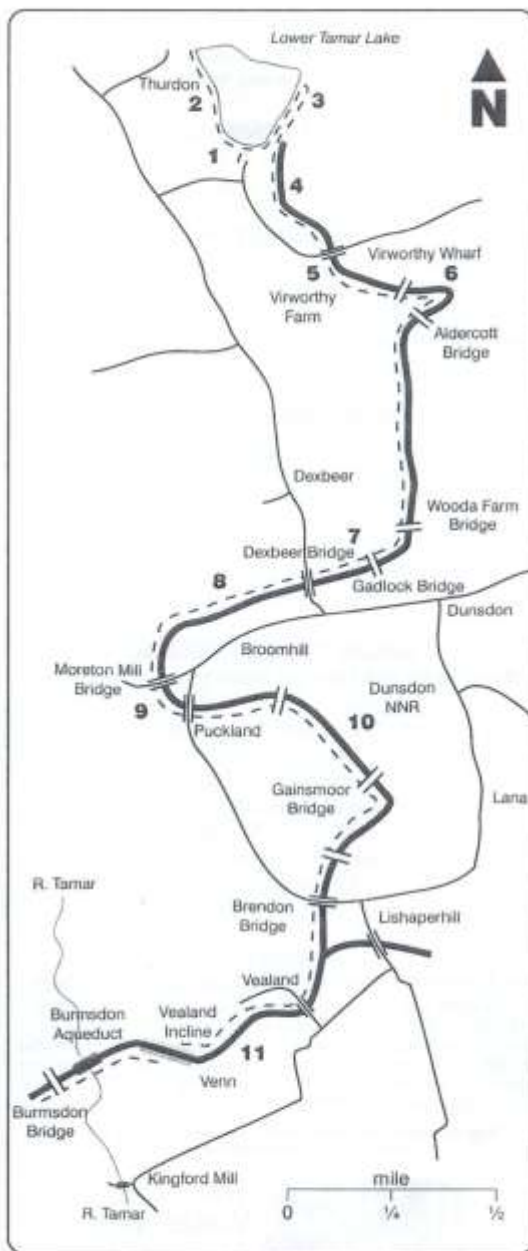 Lower Tamar Lake
Thurdon
2
3
N
1
4
Virworthy Wharf
5
6
Virworthy
Farm
Aldercott
Bridge
Dexbeer
Wooda Farm
Bridge
7
Dexbeer Bridge
8
Gadlock Bridge
Dunsdon
Broomhill
Moreton Mill
Bridge
Dunsdon
NNR
9
10
Puckland
Gainsmoor
Bridge
Lana
R. Tamar
Brendon
Bridge
Lishaperhill
Vealand
Burmsdon
Aqueduct
Vealand
Incline
11
Venn
Burmsdon
Bridge
Kingford Mill
mile
R. Tamar
0
¼
½